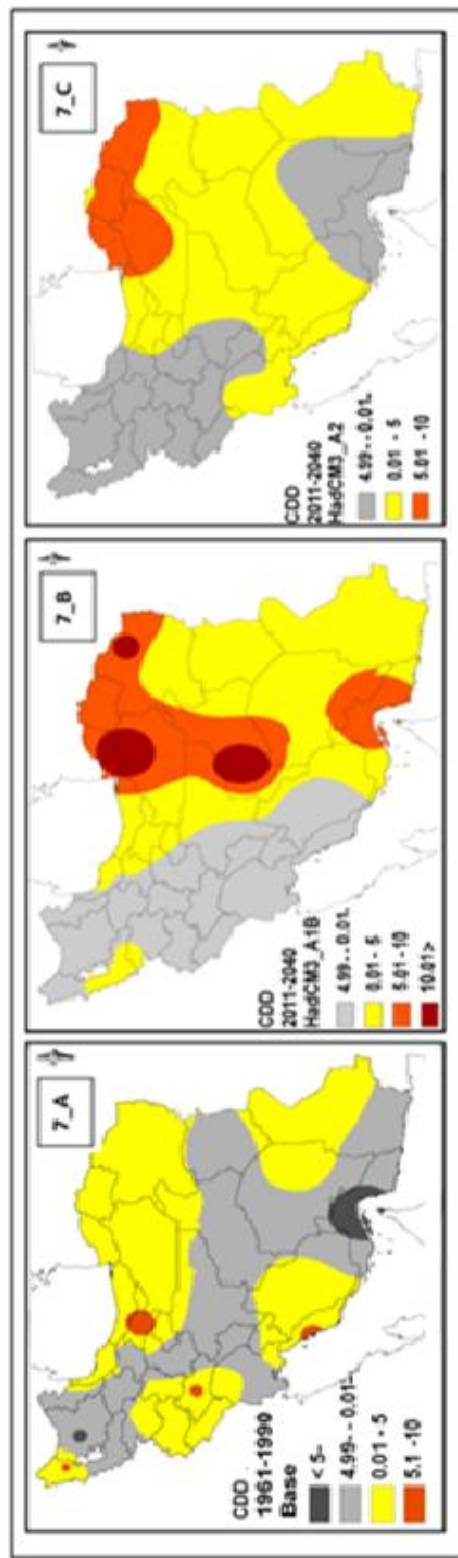 7_A
CDD
1961-1990
Base
< 5-
4.99- - 0.01-
0.01 - 5
5.1 -10
7_B
CDD
2011-2040
HadCM3_A1B
4.99 - - 0.01-
0.01 - 5
5.01 -10
10.01>
7_C
CDD
2011-2040
HadCM3_A2
4.99 - - 0.01-
0.01 - 5
5.01 -10